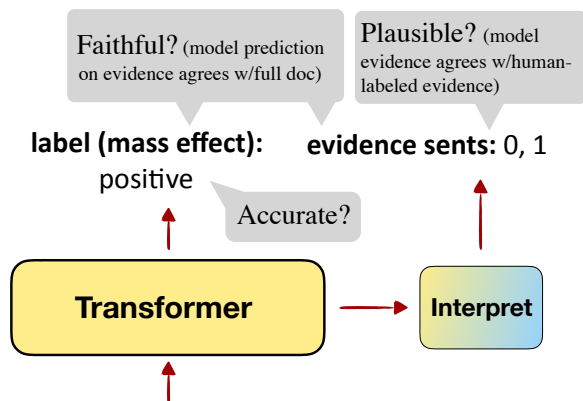 Faithful? (model prediction
on evidence agrees w/full doc)
Plausible? (model
evidence agrees w/human-
labeled evidence)
label (mass effect):
positive
evidence sents: 0, 1
Accurate?
Transformer
Interpret